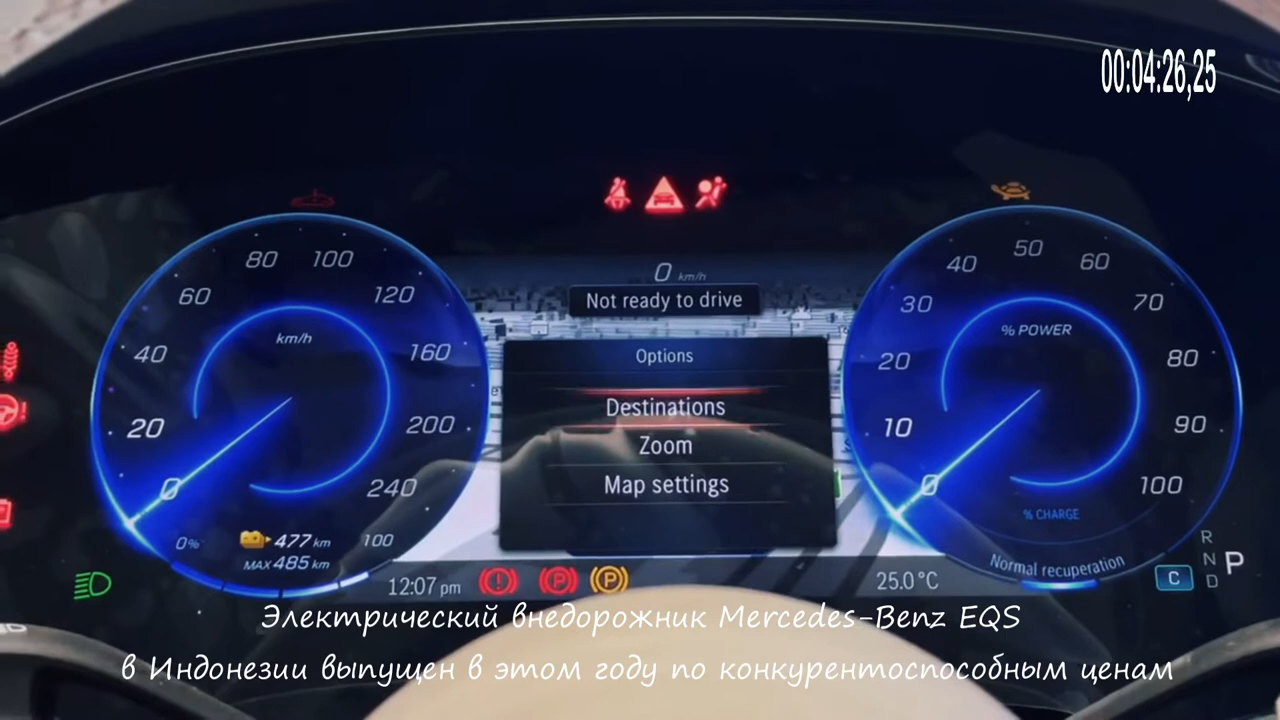 00:04:26,25
0 km/h
Not ready to drive
Options
Destinations
Zoom
Map settings
80 100
60 120
40 160
20 200
0 240
km/h
0% 477 km 100
MAX 485 km
12:07 pm
50
40 60
30 70
20 80
10 90
0 100
% POWER
% CHARGE
Normal recuperation
25.0 °C
C
R
N
D
P
Электрический внедорожник Mercedes-Benz EQS
в Индонезии выпущен в этом году по конкурентоспособным ценам